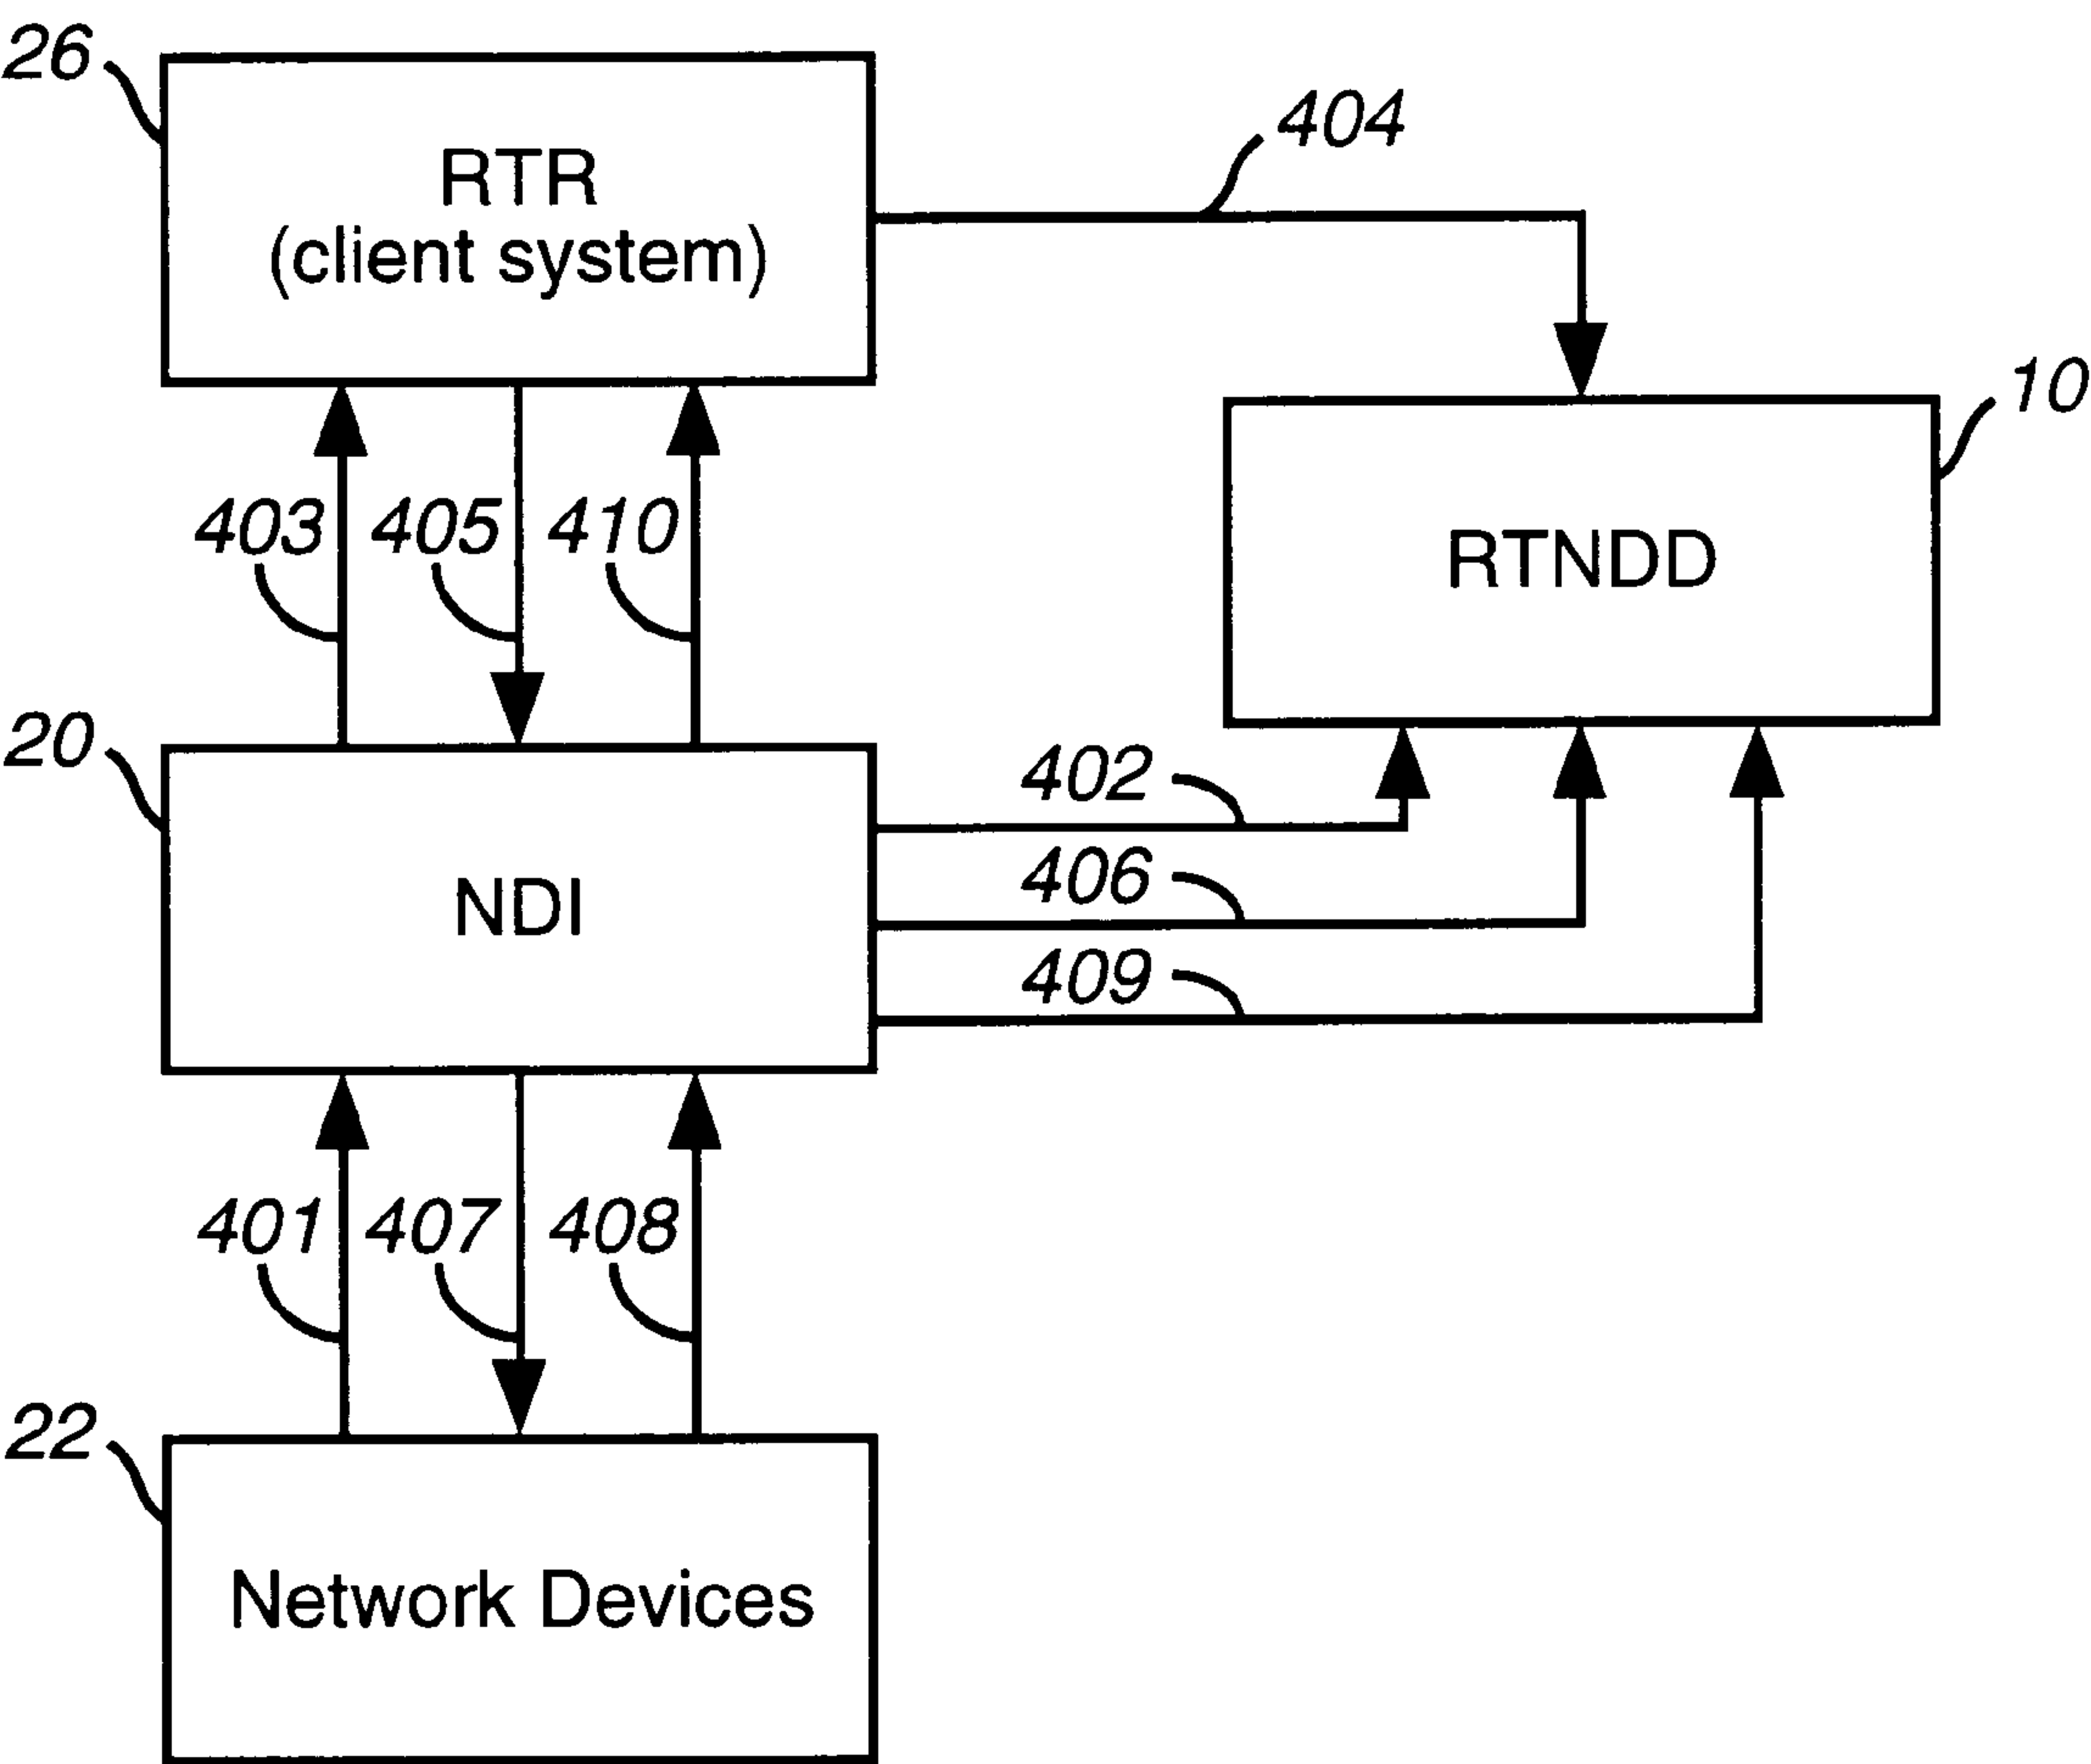 26
RTR
(client system)
404
10
RTNDD
403
405
410
20
NDI
402
406
409
401
407
408
22
Network Devices